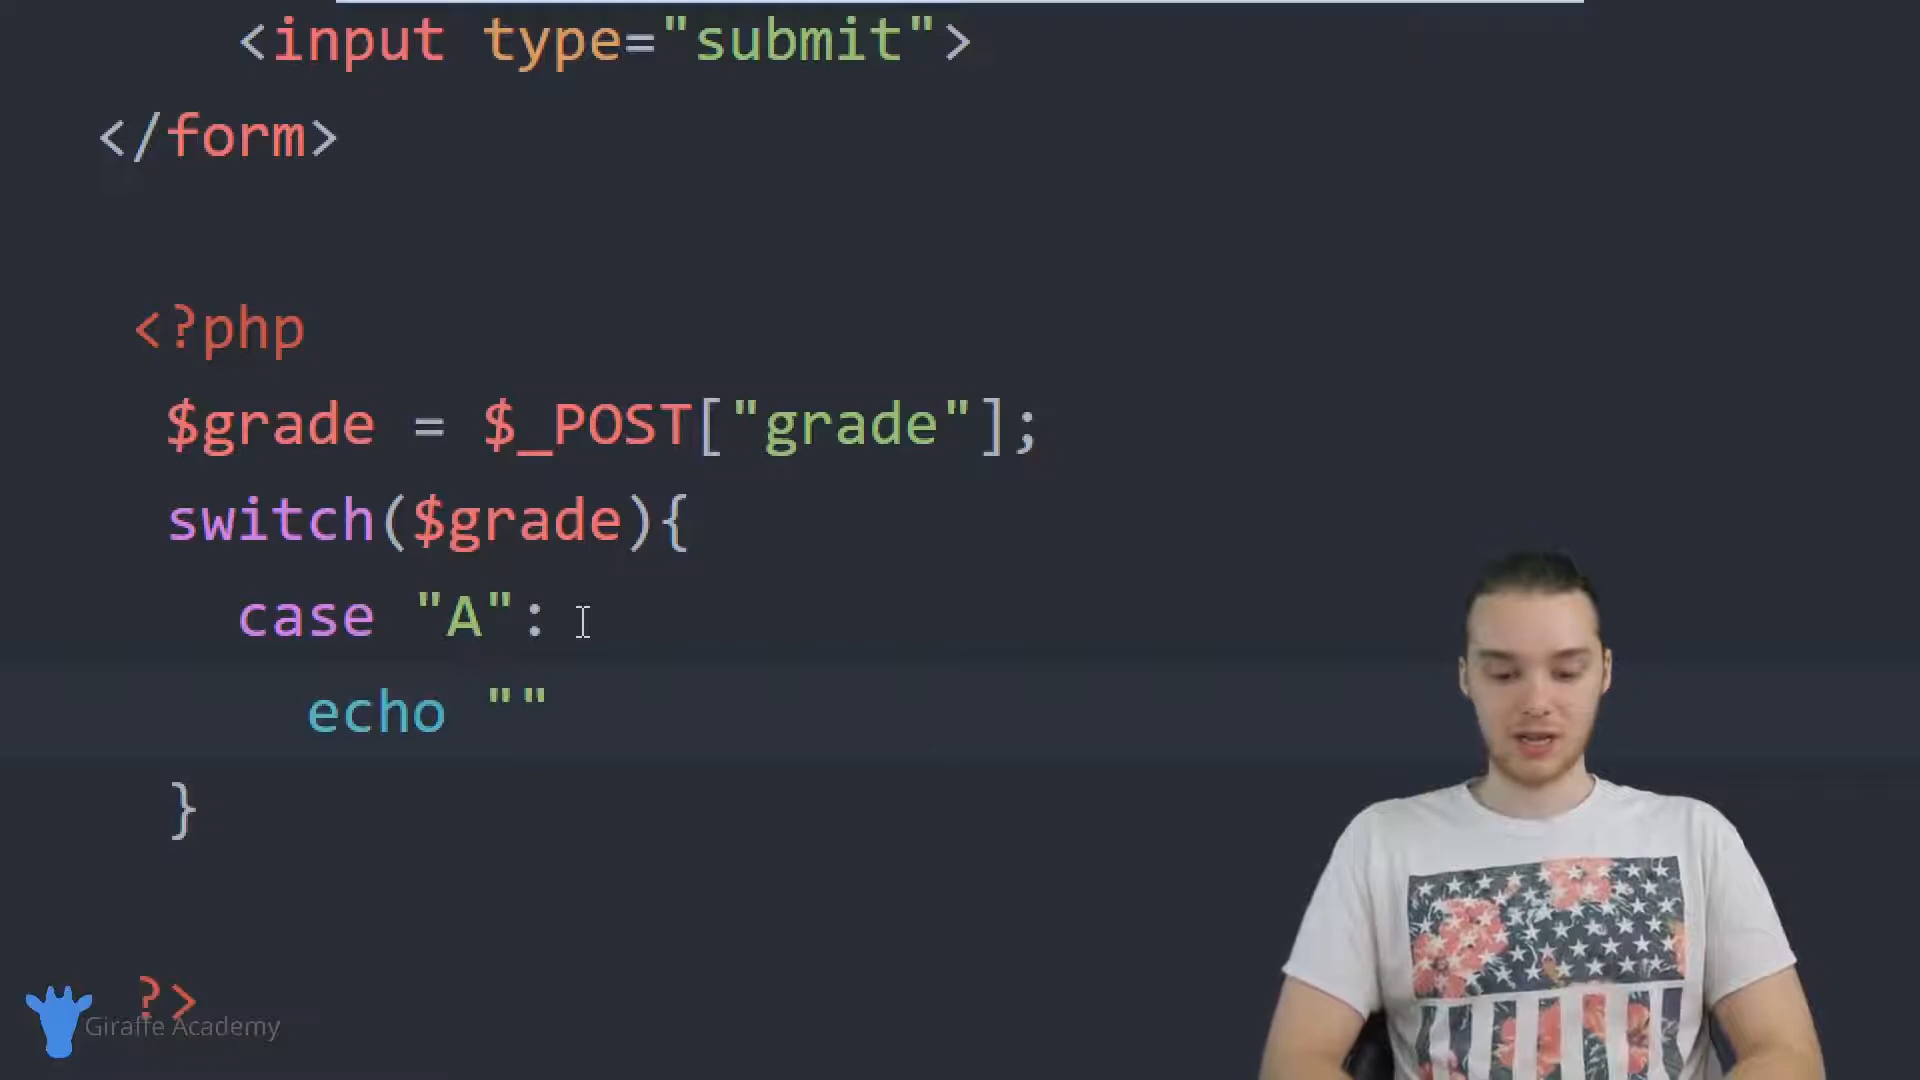 <input type="submit">
</form>
<?php
$grade = $_POST["grade"];
switch($grade){
case "A":
echo ""
}
?>
Giraffe Academy